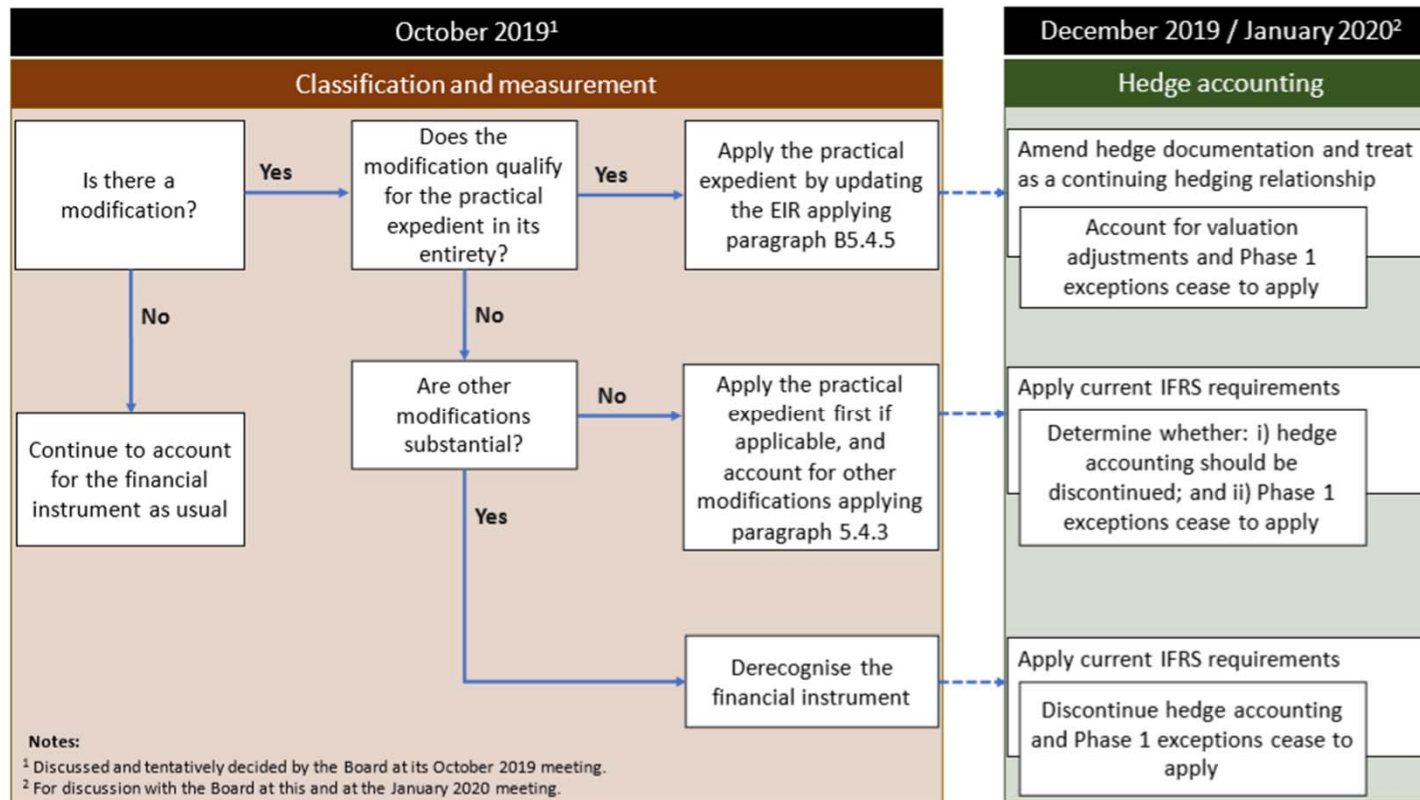 October 2019¹
Classification and measurement
Is there a
modification?
Yes
Does the
modification qualify
for the practical
expedient in its
entirety?
Yes
Apply the practical
expedient by updating
the EIR applying
paragraph B5.4.5
No
No
Continue to account
for the financial
instrument as usual
Are other
modifications
substantial?
No
Apply the practical
expedient first if
applicable, and
account for other
modifications applying
paragraph 5.4.3
Yes
Derecognise the
financial instrument
Notes:
¹ Discussed and tentatively decided by the Board at its October 2019 meeting.
² For discussion with the Board at this and at the January 2020 meeting.
December 2019 / January 2020²
Hedge accounting
Amend hedge documentation and treat
as a continuing hedging relationship
Account for valuation
adjustments and Phase 1
exceptions cease to apply
Apply current IFRS requirements
Determine whether: i) hedge
accounting should be
discontinued; and ii) Phase 1
exceptions cease to apply
Apply current IFRS requirements
Discontinue hedge accounting
and Phase 1 exceptions cease to
apply